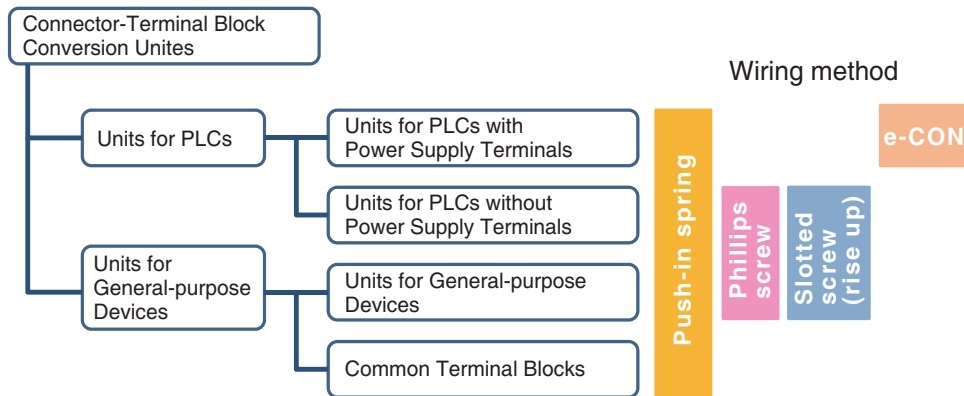 Connector-Terminal Block
Conversion Unites
Wiring method
Units for PLCs
Units for PLCs with
Power Supply Terminals
Units for PLCs without
Power Supply Terminals
Units for
General-purpose
Devices
Units for General-purpose
Devices
Common Terminal Blocks
Push-in spring
Phillips
screw
Slotted
screw
(rise up)
e-CON